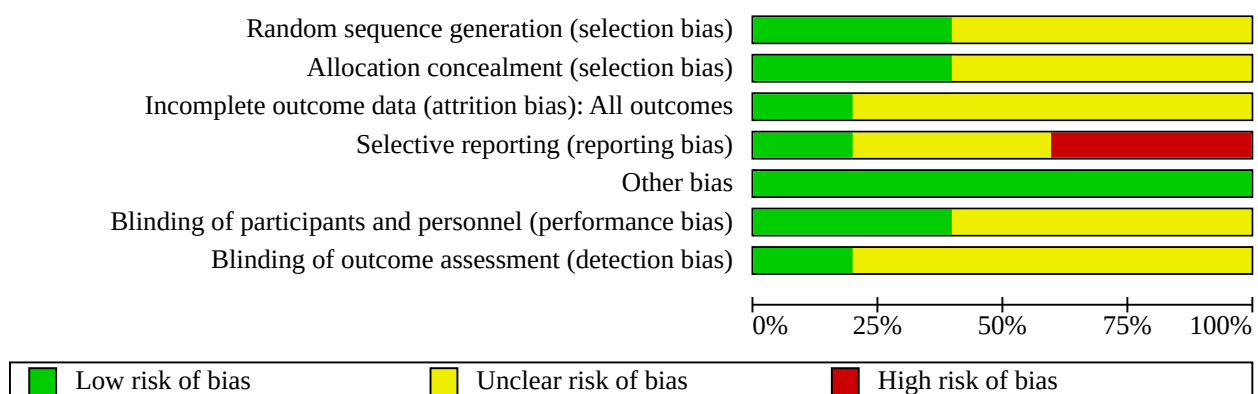 Random sequence generation (selection bias)
Allocation concealment (selection bias)
Incomplete outcome data (attrition bias): All outcomes
Selective reporting (reporting bias)
Other bias
Blinding of participants and personnel (performance bias)
Blinding of outcome assessment (detection bias)
0% 25% 50% 75% 100%
Low risk of bias Unclear risk of bias High risk of bias